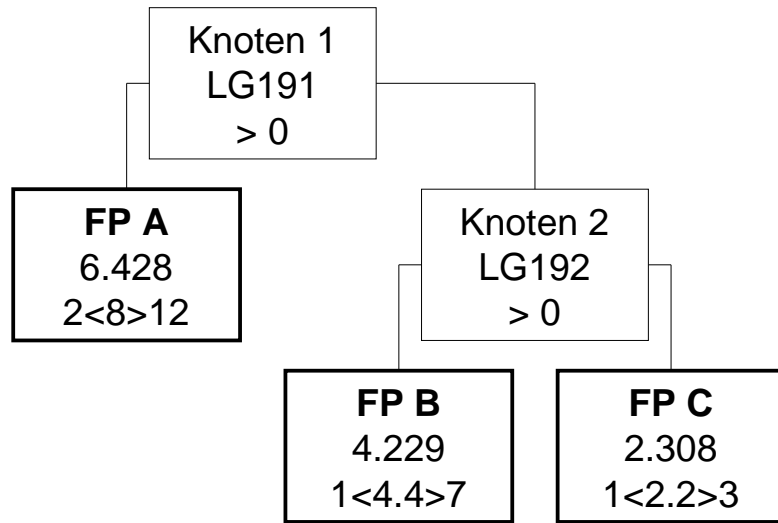 Knoten 1
LG191
> 0
FP A
6.428
2<8>12
Knoten 2
LG192
> 0
FP B
4.229
1<4.4>7
FP C
2.308
1<2.2>3